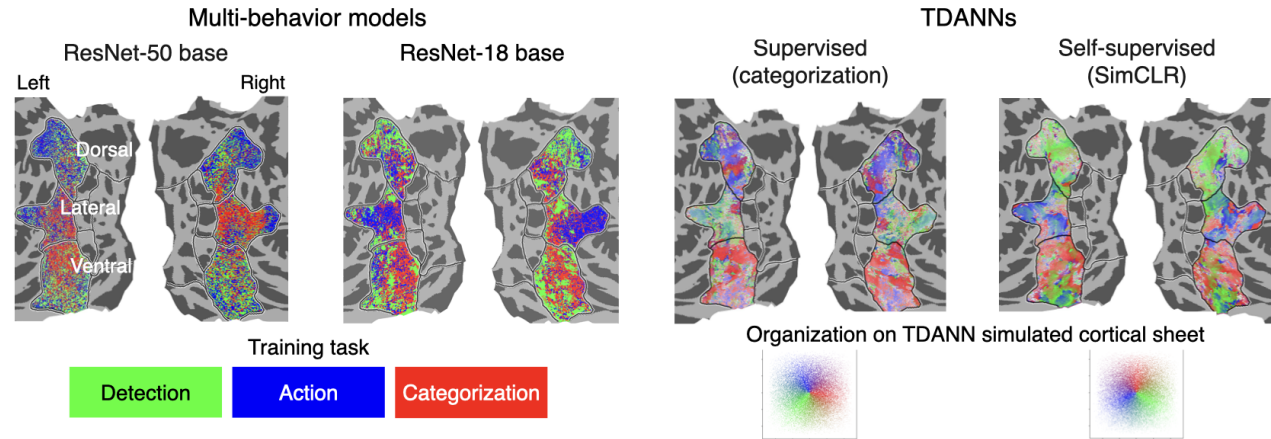 Multi-behavior models
TDANNs
ResNet-50 base
ResNet-18 base
Supervised
(categorization)
Self-supervised
(SimCLR)
Left
Right
Dorsal
Lateral
Ventral
Training task
Detection
Action
Categorization
Organization on TDANN simulated cortical sheet